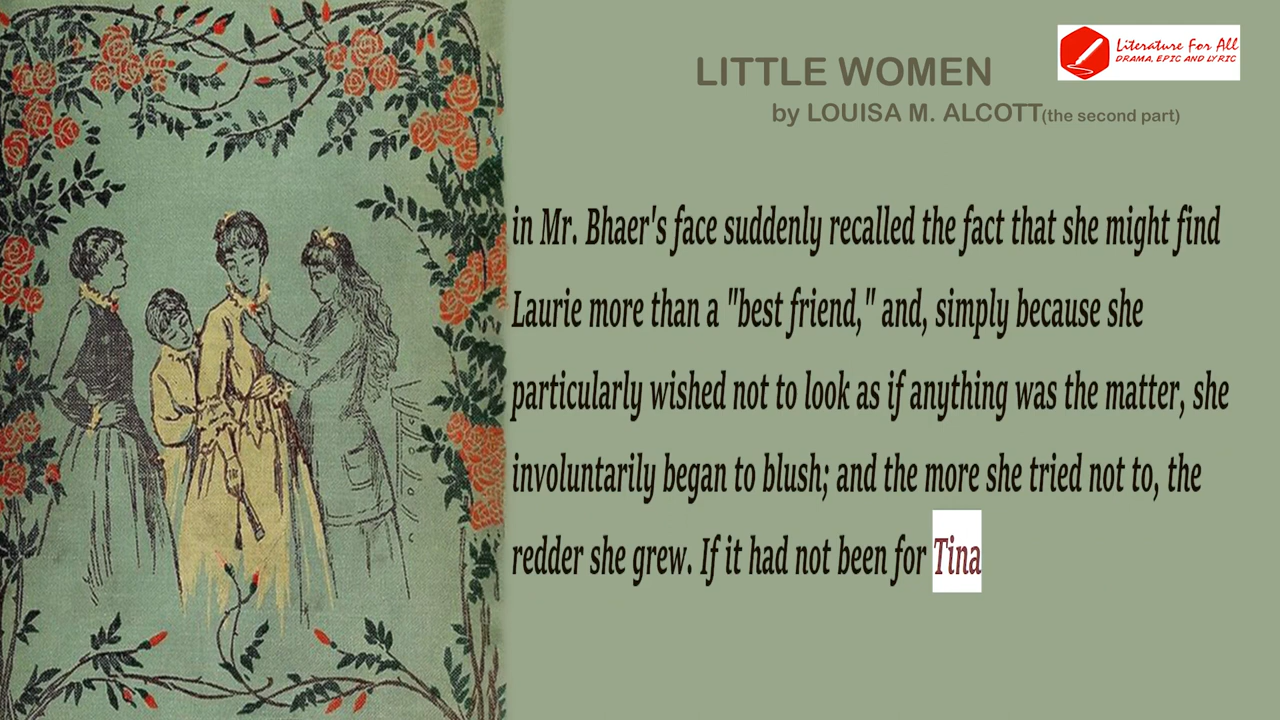 LITTLE WOMEN
by LOUISA M. ALCOTT(the second part)
Literature For All
DRAMA, EPIC AND LYRIC
in Mr. Bhaer's face suddenly recalled the fact that she might find
Laurie more than a "best friend," and, simply because she
particularly wished not to look as if anything was the matter, she
involuntarily began to blush; and the more she tried not to, the
redder she grew. If it had not been for Tina